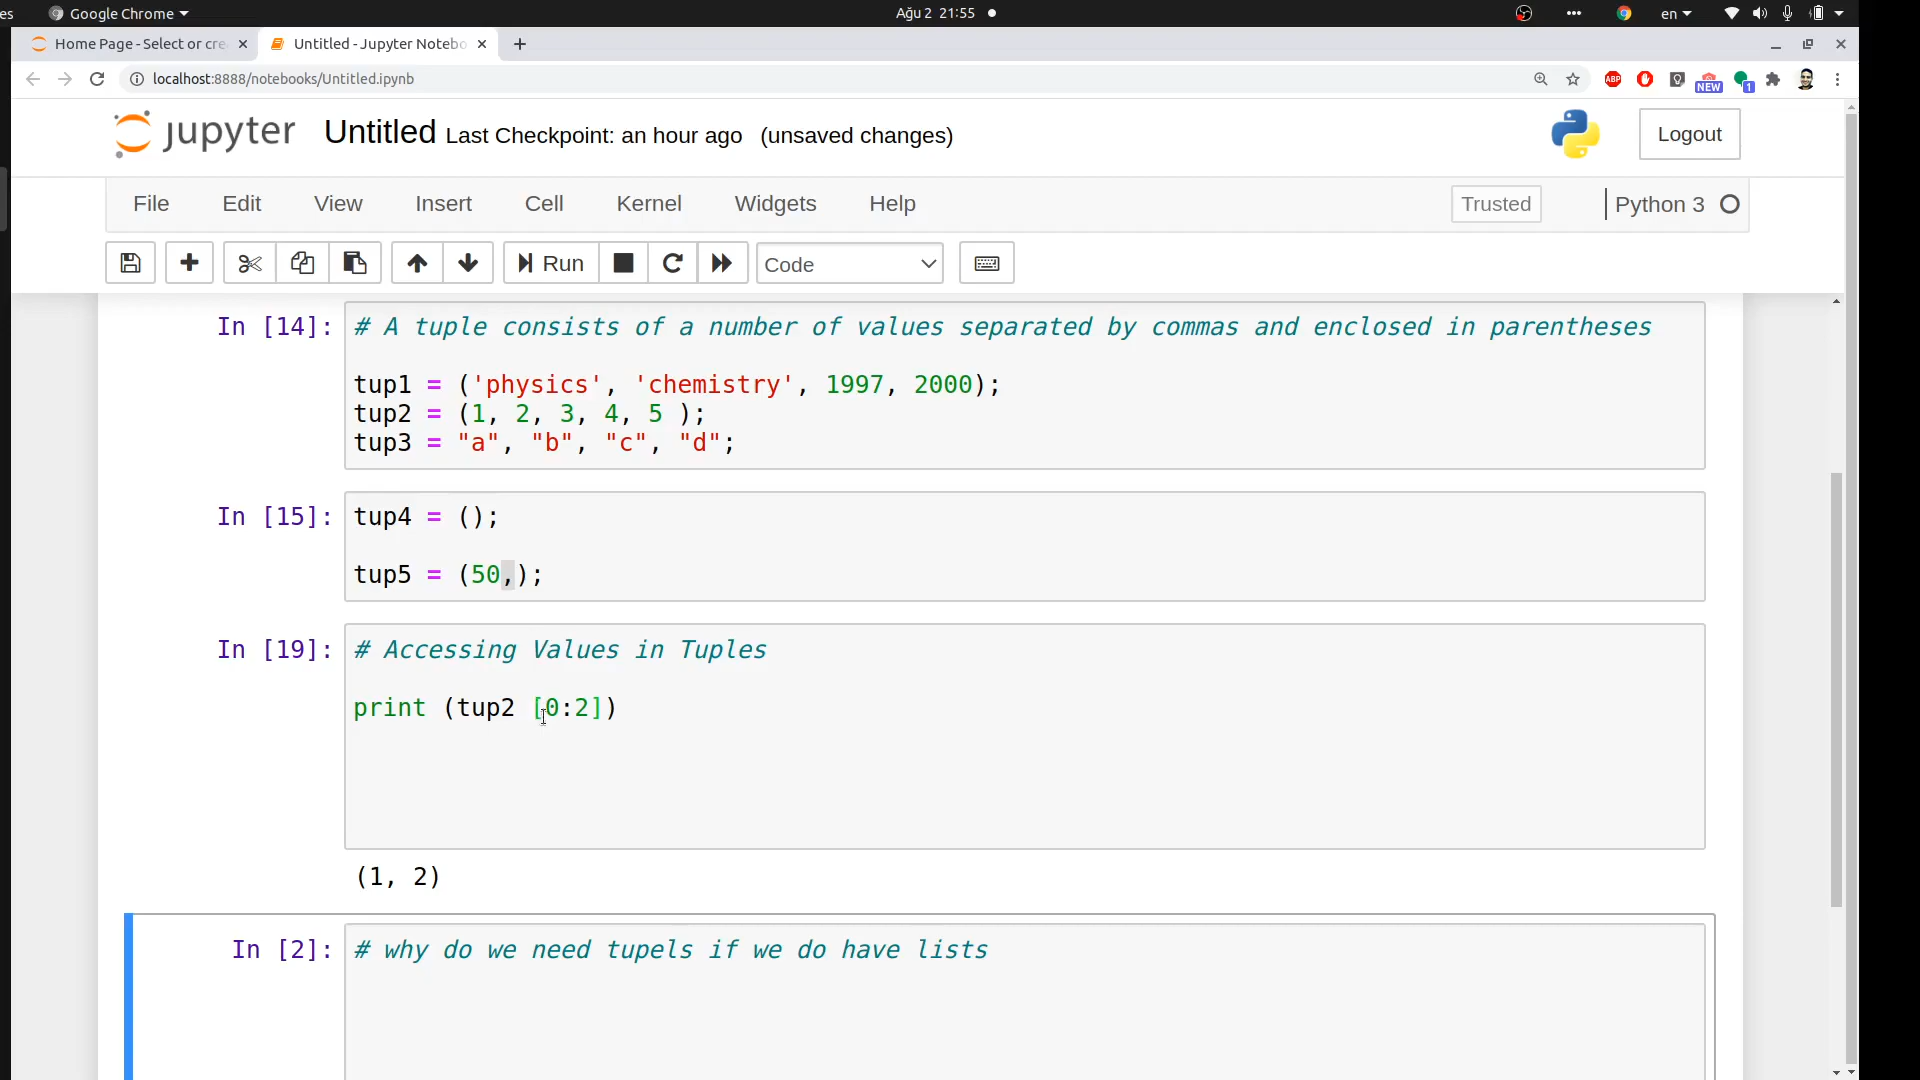 es Google Chrome Ağu 2 21:55 en
Home Page - Select or cre Untitled - Jupyter Notebo
localhost:8888/notebooks/Untitled.ipynb ABP NEW 1
jupyter Untitled Last Checkpoint: an hour ago (unsaved changes) Logout
File Edit View Insert Cell Kernel Widgets Help Trusted Python 3
Run Code
In [14]: # A tuple consists of a number of values separated by commas and enclosed in parentheses
tup1 = ('physics', 'chemistry', 1997, 2000);
tup2 = (1, 2, 3, 4, 5 );
tup3 = "a", "b", "c", "d";
In [15]: tup4 = ();
tup5 = (50,);
In [19]: # Accessing Values in Tuples
print (tup2 [0:2])
(1, 2)
In [2]: # why do we need tupels if we do have lists